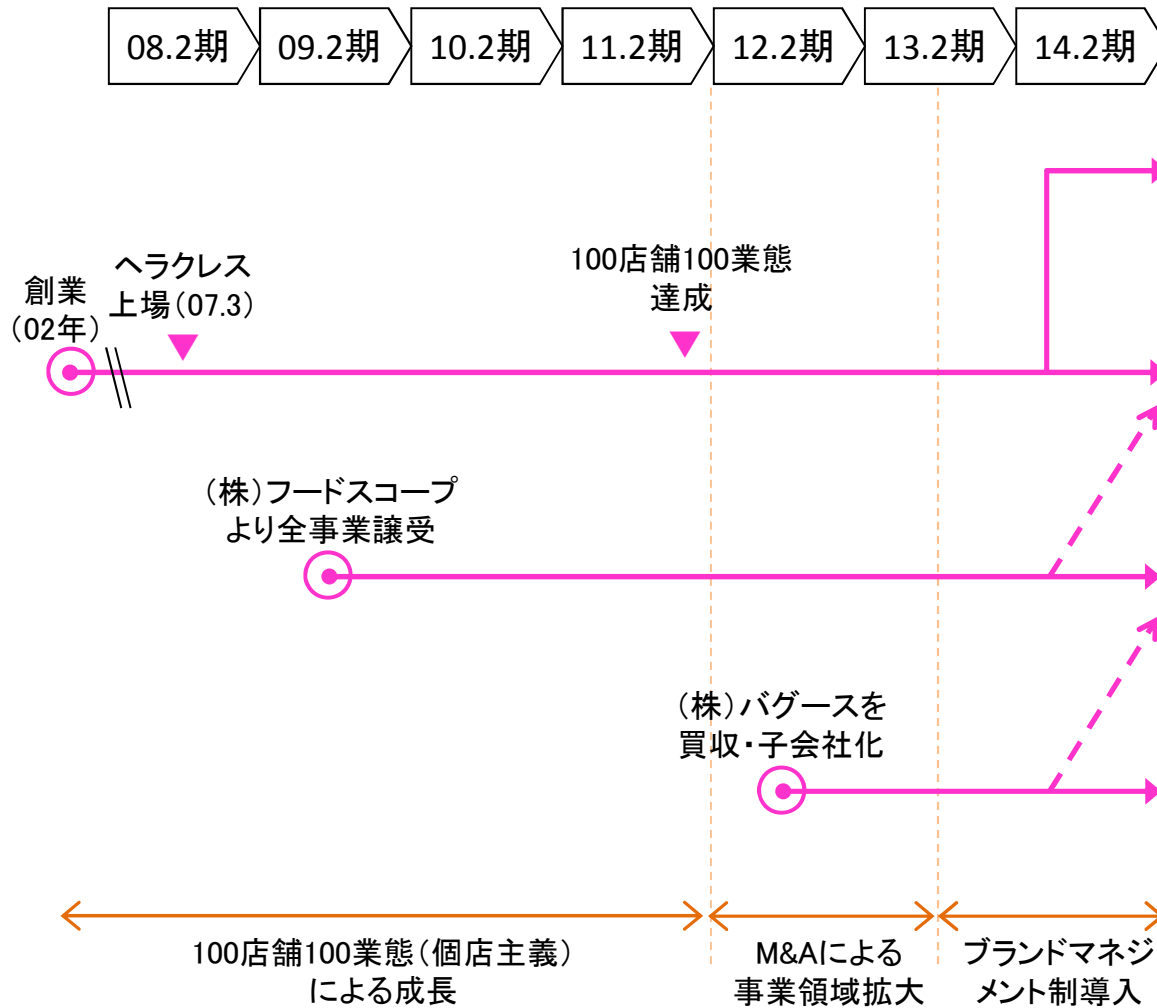 08.2期
09.2期
10.2期
11.2期
12.2期
13.2期
14.2期
創業
(02年)
ヘラクレス
上場(07.3)
100店舗100業態
達成
(株)フードスコープ
より全事業譲受
(株)バグースを
買収・子会社化
100店舗100業態(個店主義)
による成長
M&Aによる
事業領域拡大
ブランドマネジ
メント制導入